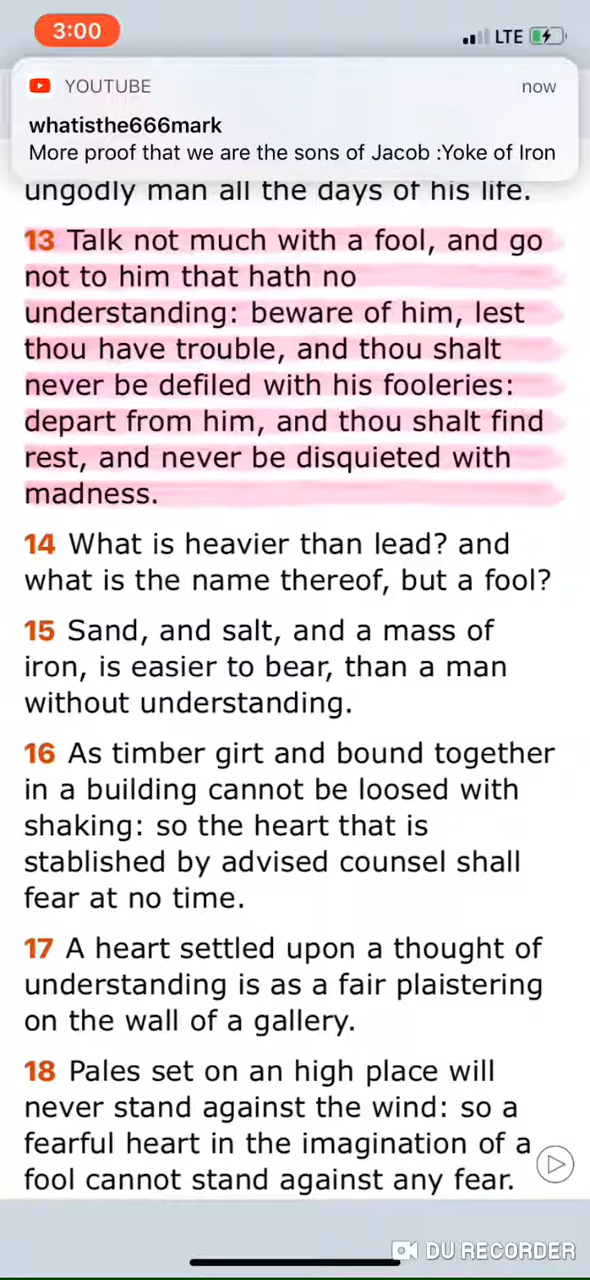 3:00
LTE
YOUTUBE
now
whatisthe666mark
More proof that we are the sons of Jacob :Yoke of Iron
ungodly man all the days of his life.
13 Talk not much with a fool, and go
not to him that hath no
understanding: beware of him, lest
thou have trouble, and thou shalt
never be defiled with his fooleries:
depart from him, and thou shalt find
rest, and never be disquieted with
madness.
14 What is heavier than lead? and
what is the name thereof, but a fool?
15 Sand, and salt, and a mass of
iron, is easier to bear, than a man
without understanding.
16 As timber girt and bound together
in a building cannot be loosed with
shaking: so the heart that is
stablished by advised counsel shall
fear at no time.
17 A heart settled upon a thought of
understanding is as a fair plaistering
on the wall of a gallery.
18 Pales set on an high place will
never stand against the wind: so a
fearful heart in the imagination of a
fool cannot stand against any fear.
DU RECORDER